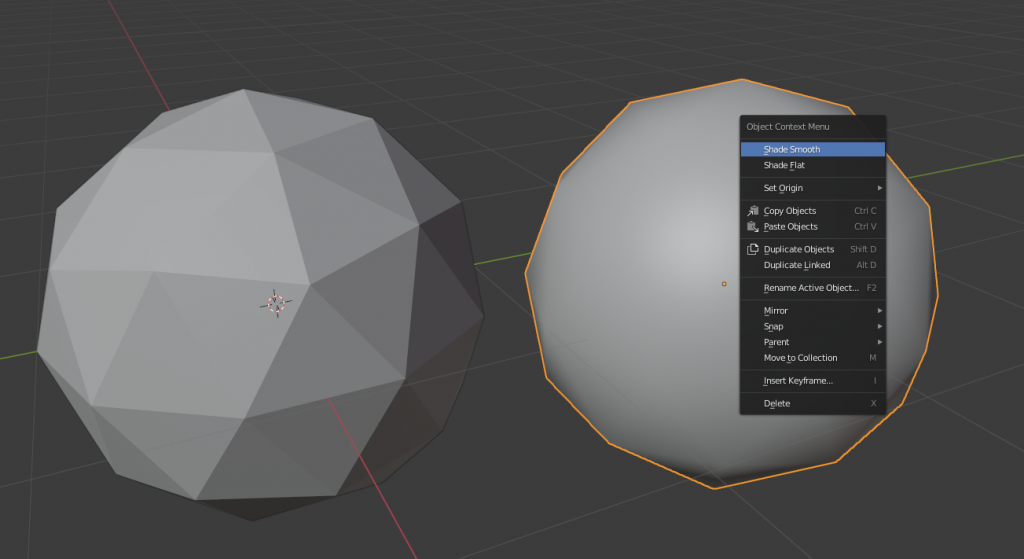 Object Context Menu
Shade Smooth
Shade Flat
Set Origin
Copy Objects Ctrl C
Paste Objects Ctrl V
Duplicate Objects Shift D
Duplicate Linked Alt D
Rename Active Object... F2
Mirror
Snap
Parent
Move to Collection M
Insert Keyframe... I
Delete X